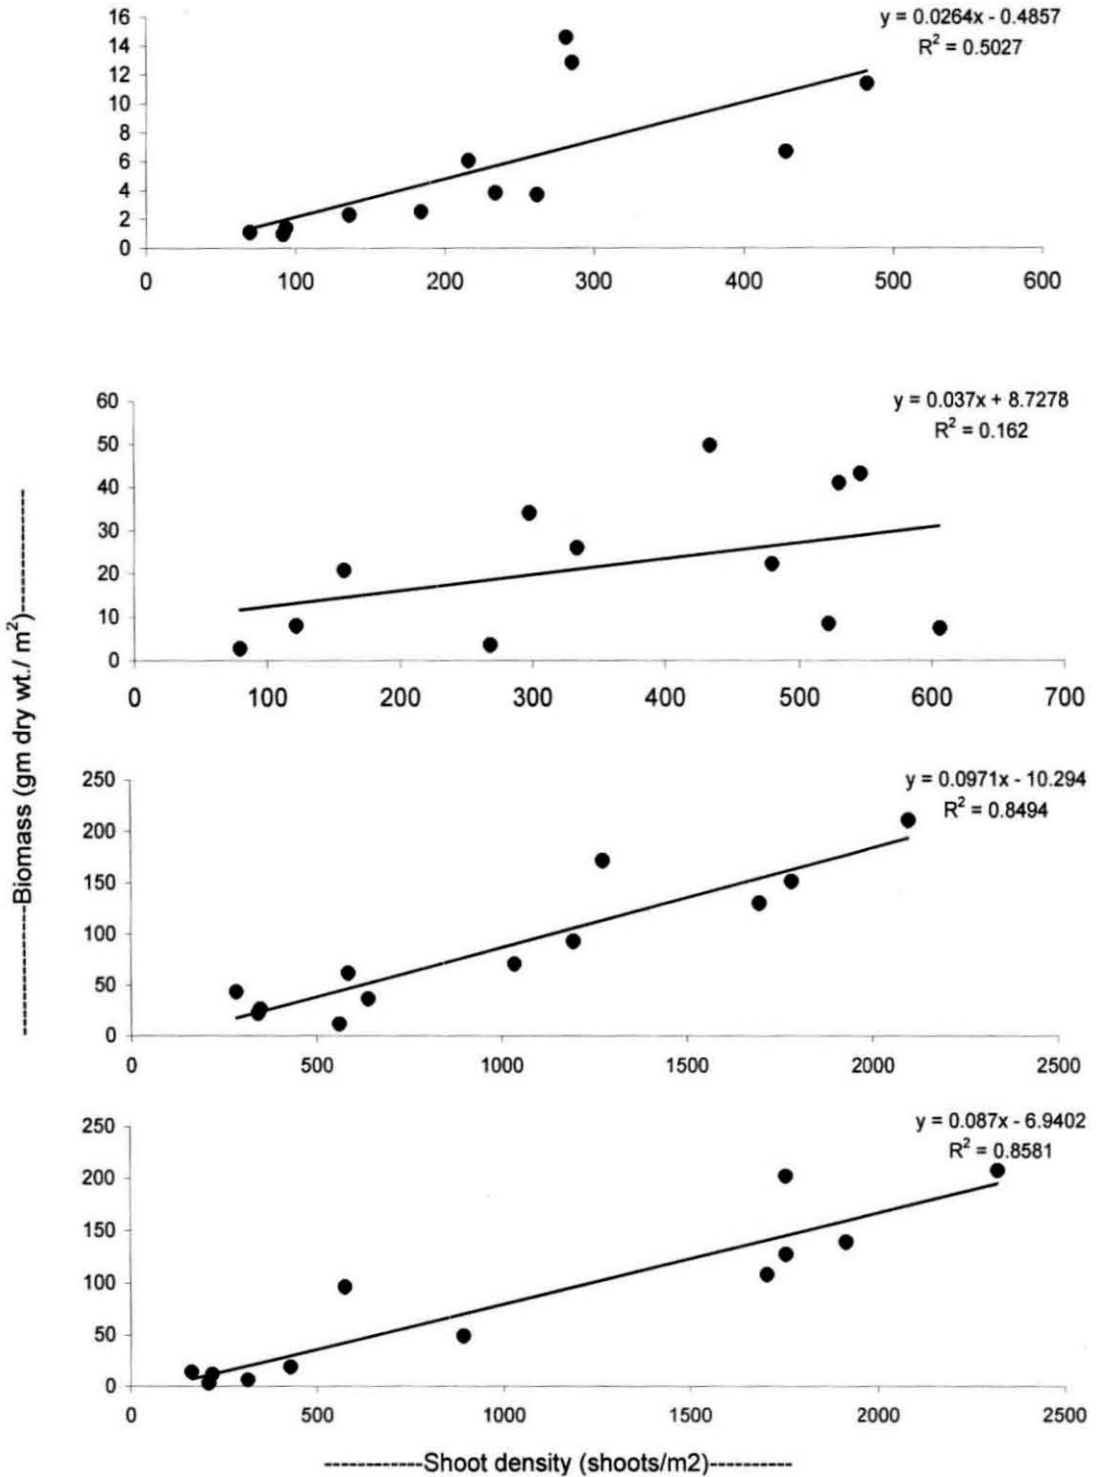 16
14
12
10
8
6
4
2
0
0 100 200 300 400 500 600
y = 0.0264x - 0.4857
R² = 0.5027
60
50
40
30
20
10
0
0 100 200 300 400 500 600 700
y = 0.037x + 8.7278
R² = 0.162
250
200
150
100
50
0
0 500 1000 1500 2000 2500
y = 0.0971x - 10.294
R² = 0.8494
250
200
150
100
50
0
0 500 1000 1500 2000 2500
y = 0.087x - 6.9402
R² = 0.8581
------------Biomass (gm dry wt./ m²)------------
------------Shoot density (shoots/m2)----------